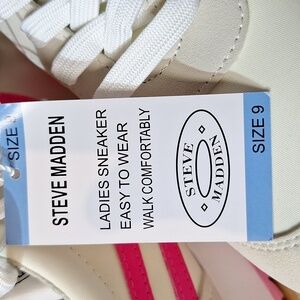 SIZE
STEVE MADDEN
LADIES SNEAKER
EASY TO WEAR
WALK COMFORTABLY
STEVE
MADDEN
SIZE 9